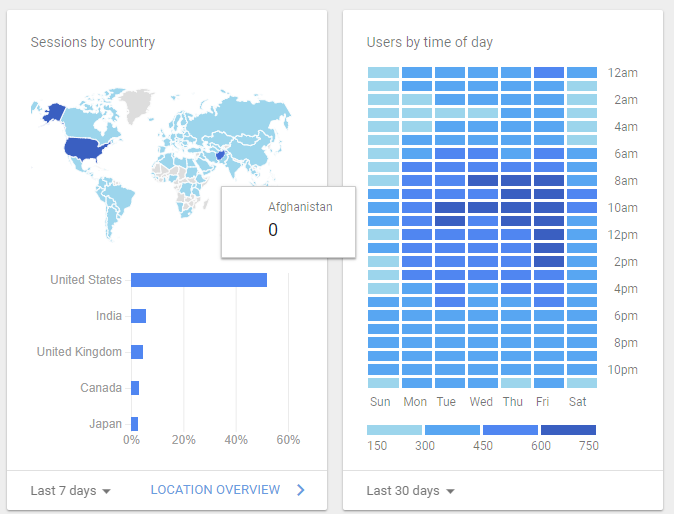 Sessions by country
Afghanistan
0
United States
India
United Kingdom
Canada
Japan
0% 20% 40% 60%
Last 7 days
LOCATION OVERVIEW
Users by time of day
12am
2am
4am
6am
8am
10am
12pm
2pm
4pm
6pm
8pm
10pm
Sun Mon Tue Wed Thu Fri Sat
150 300 450 600 750
Last 30 days